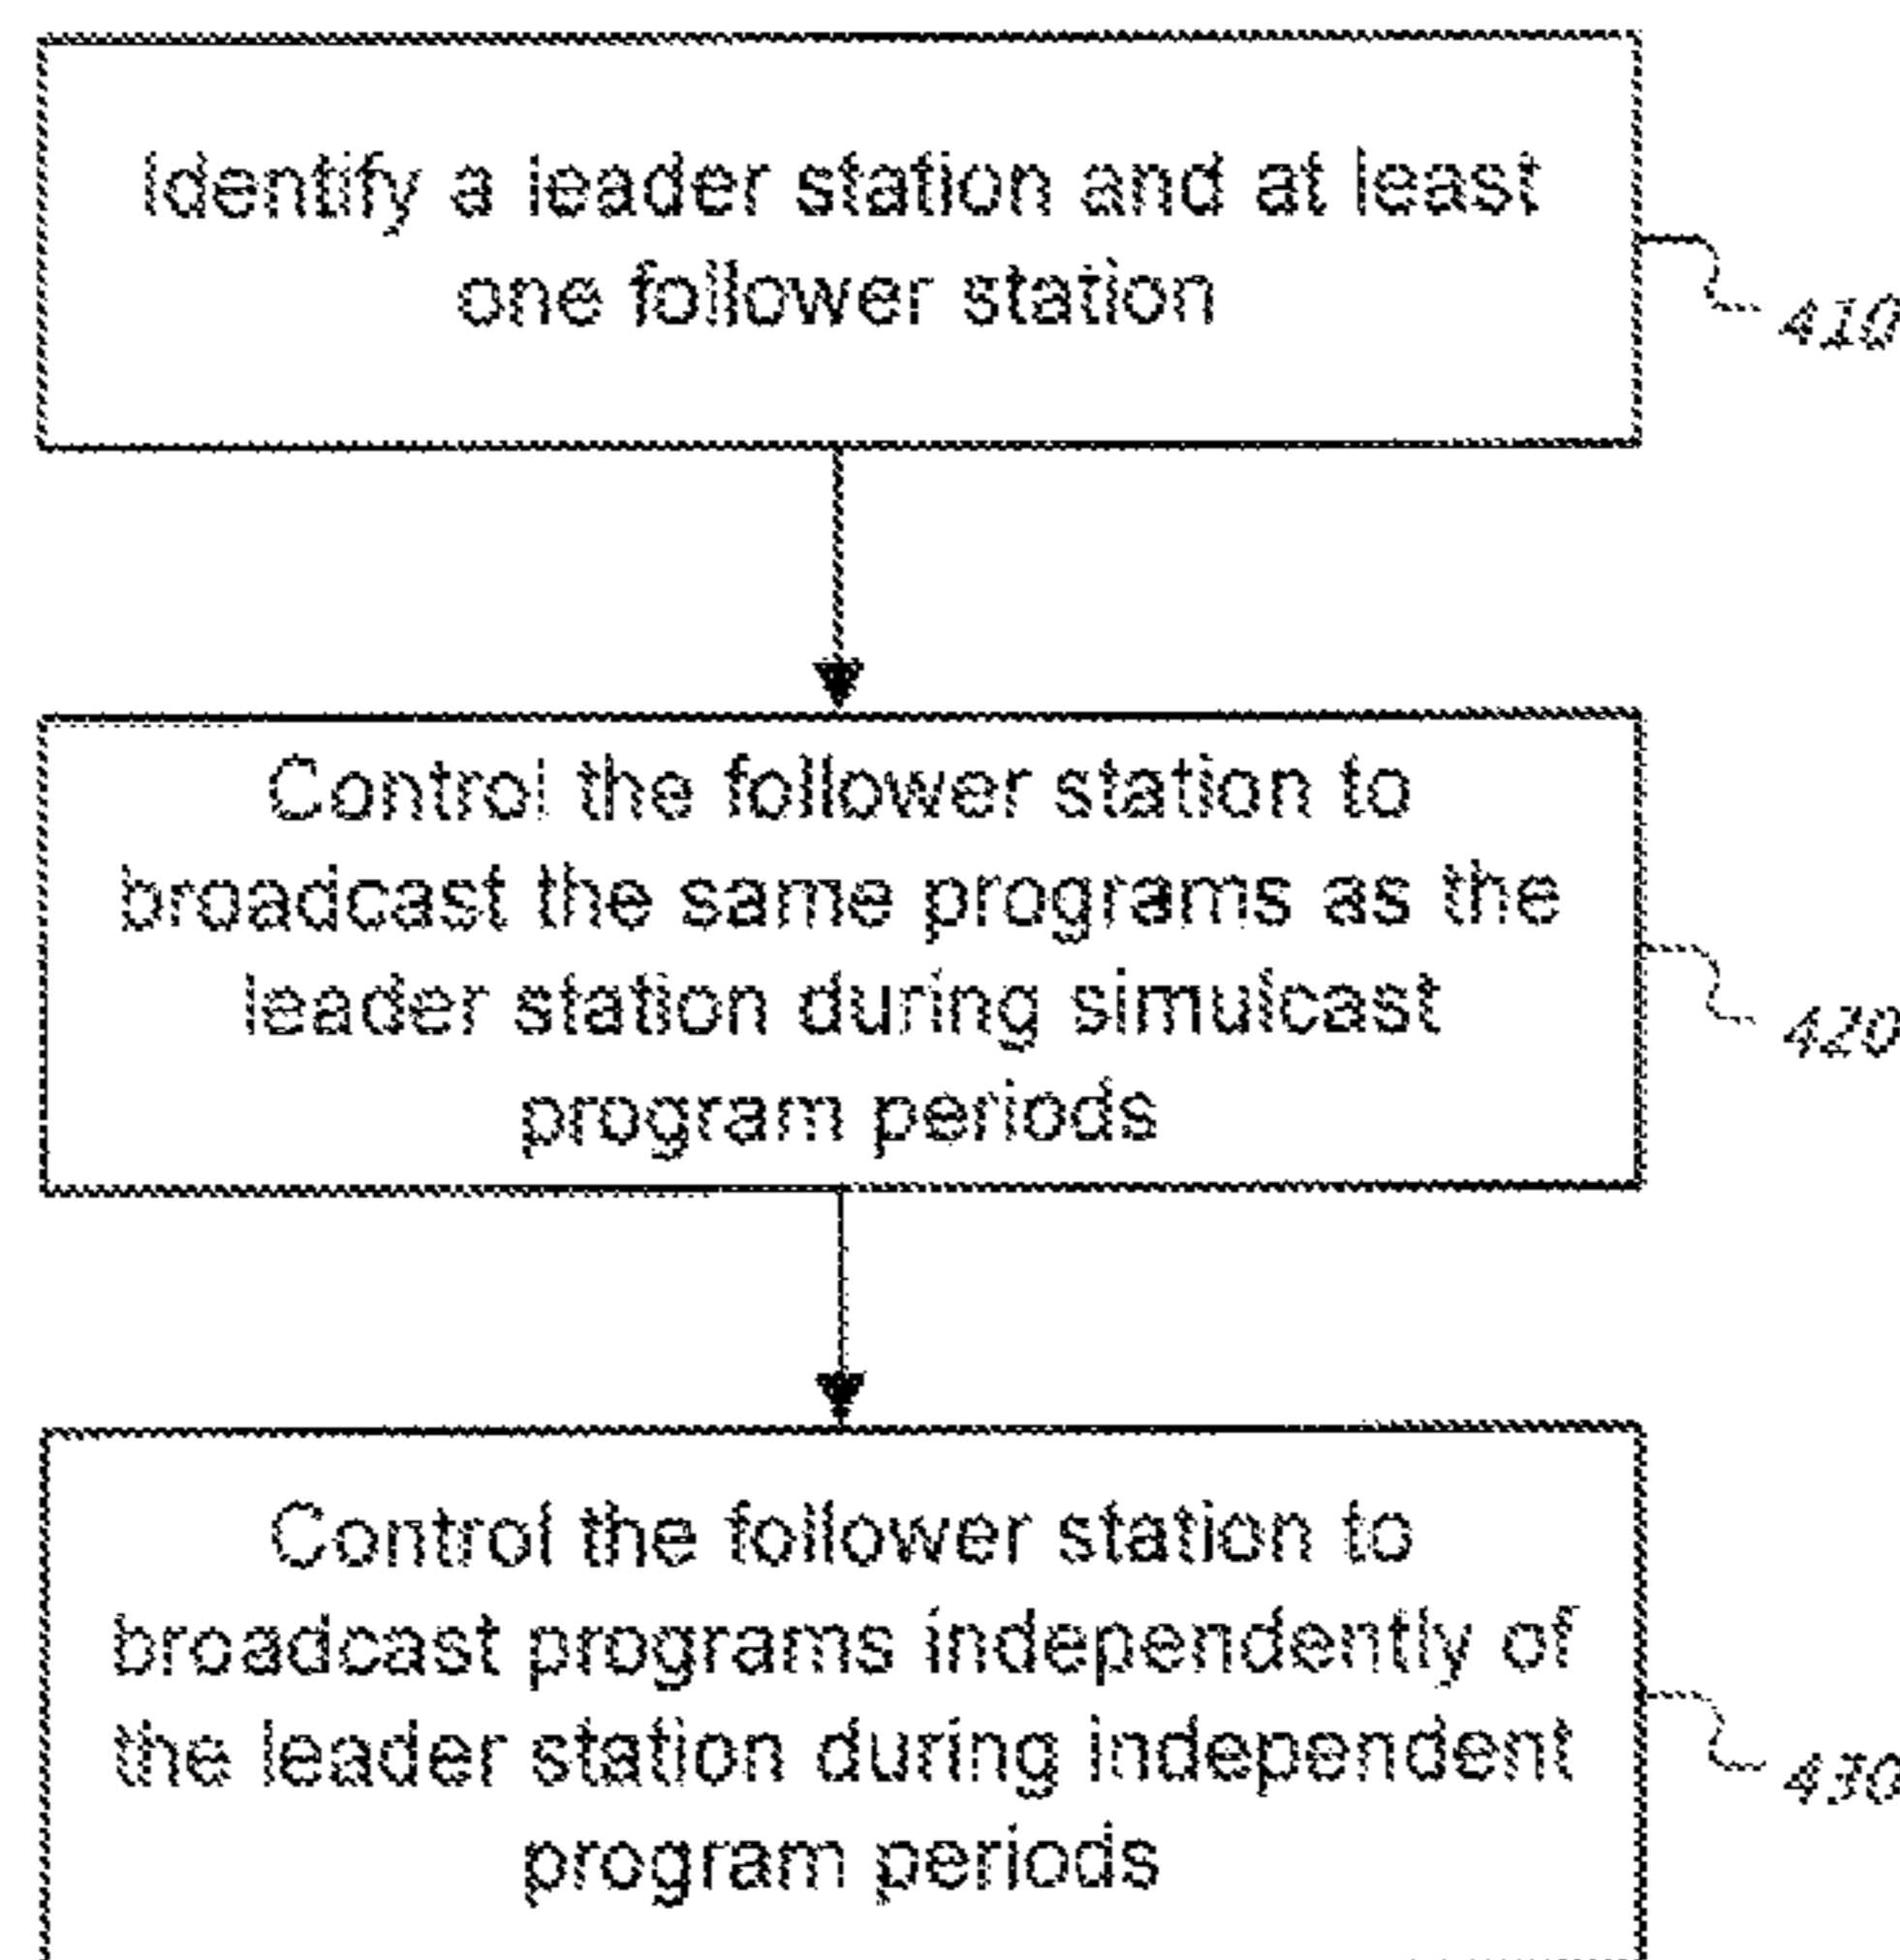 Identify a leader station and at least
one follower station
410
Control the follower station to
broadcast the same programs as the
leader station during simulcast
program periods
420
Control the follower station to
broadcast programs independently of
the leader station during independent
program periods
430